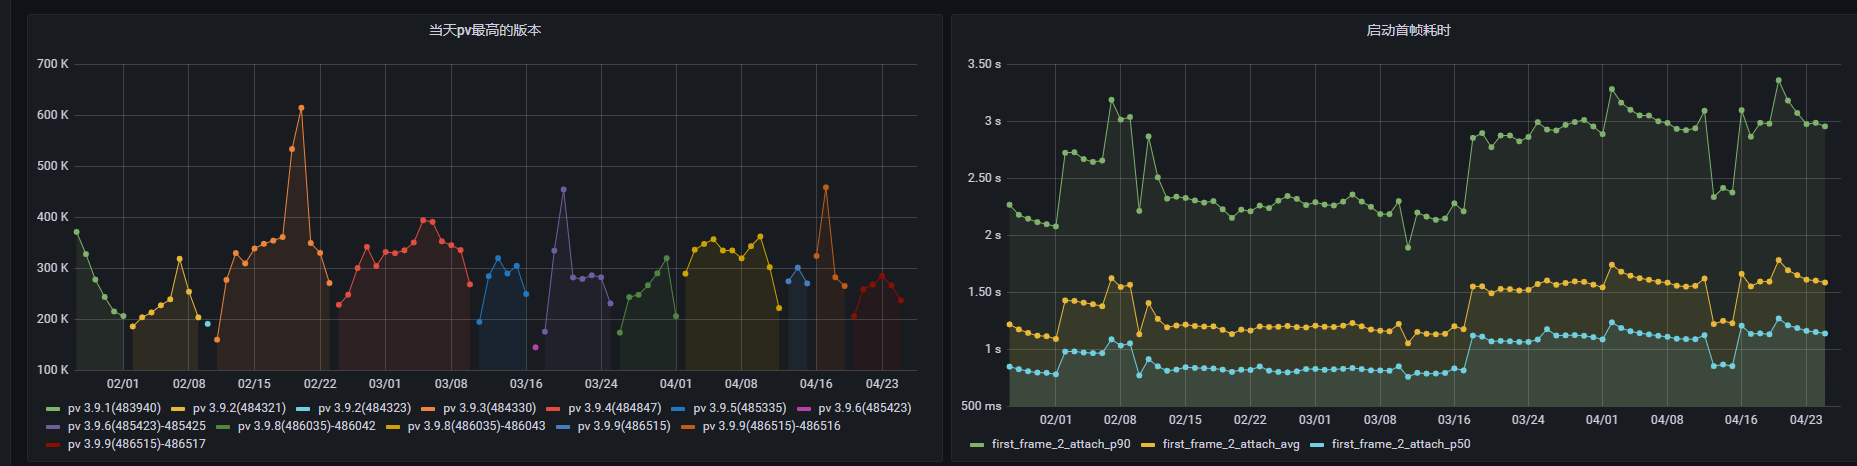 当天pv最高的版本
700 K
600 K
500 K
400 K
300 K
200 K
100 K
02/01 02/08 02/15 02/22 03/01 03/08 03/16 03/24 04/01 04/08 04/16 04/23
pv 3.9.1(483940) pv 3.9.2(484321) pv 3.9.2(484323) pv 3.9.3(484330) pv 3.9.4(484847) pv 3.9.5(485335) pv 3.9.6(485423)
pv 3.9.6(485423)-485425 pv 3.9.8(486035)-486042 pv 3.9.8(486035)-486043 pv 3.9.9(486515) pv 3.9.9(486515)-486516
pv 3.9.9(486515)-486517
启动首帧耗时
3.50 s
3 s
2.50 s
2 s
1.50 s
1 s
500 ms
02/01 02/08 02/15 02/22 03/01 03/08 03/16 03/24 04/01 04/08 04/16 04/23
first_frame_2_attach_p90 first_frame_2_attach_avg first_frame_2_attach_p50